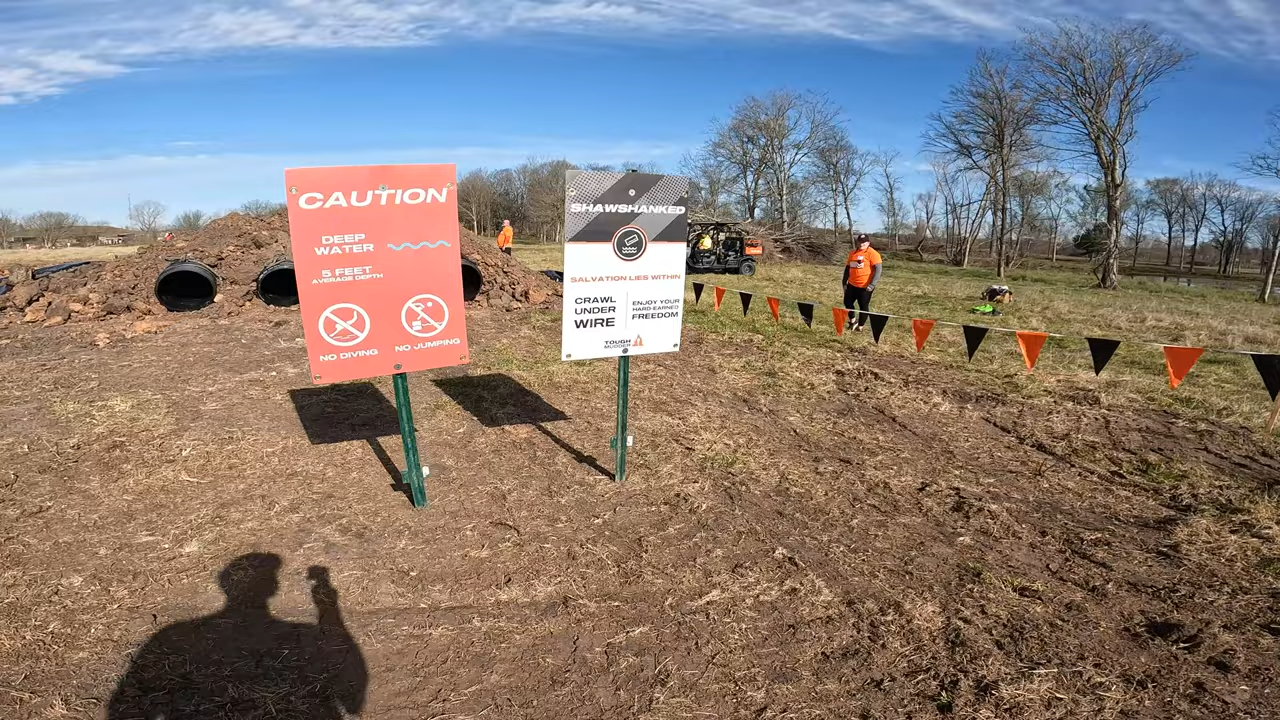 CAUTION
DEEP
WATER
5 FEET
AVERAGE DEPTH
NO DIVING
NO JUMPING
SHAWSHANKED
SALVATION LIES WITHIN
CRAWL
UNDER
WIRE
ENJOY YOUR
HARD-EARNED
FREEDOM
TOUGH
MUDDER